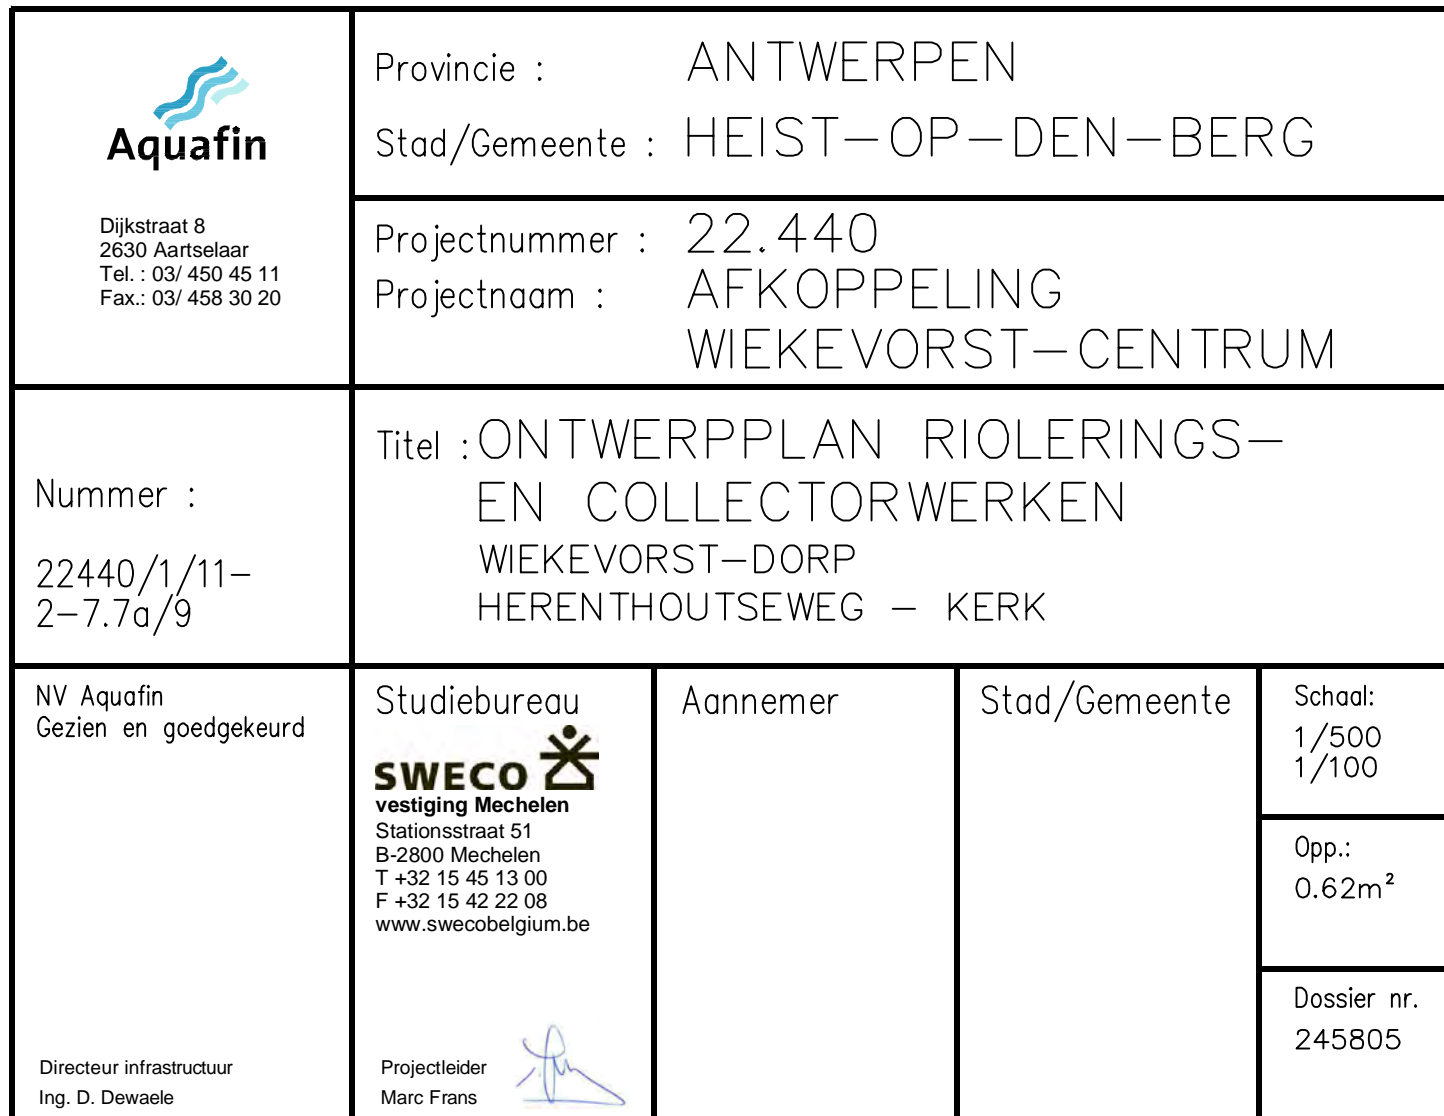 Aquafin
Dijkstraat 8
2630 Aartselaar
Tel. : 03/ 450 45 11
Fax.: 03/ 458 30 20
Provincie : ANTWERPEN
Stad/Gemeente : HEIST-OP-DEN-BERG
Projectnummer : 22.440
Projectnaam : AFKOPPELING
WIEKEVORST-CENTRUM
Nummer :
22440/1/11-
2-7.7a/9
Titel : ONTWERPPLAN RIOLERINGS-
EN COLLECTORWERKEN
WIEKEVORST-DORP
HERENTHOUTSEWEG - KERK
NV Aquafin
Gezien en goedgekeurd
Directeur infrastructuur
Ing. D. Dewaele
Studiebureau
SWECO
vestiging Mechelen
Stationsstraat 51
B-2800 Mechelen
T +32 15 45 13 00
F +32 15 42 22 08
www.swecobelgium.be
Projectleider
Marc Frans
Aannemer
Stad/Gemeente
Schaal:
1/500
1/100
Opp.:
0.62m²
Dossier nr.
245805